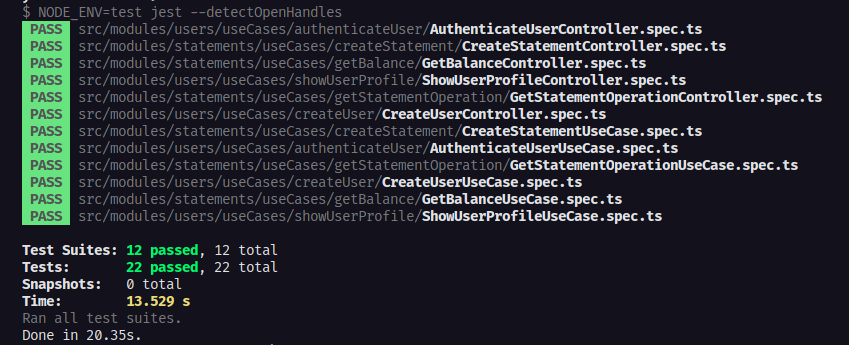 $ NODE_ENV=test jest --detectOpenHandles
PASS src/modules/users/useCases/authenticateUser/AuthenticateUserController.spec.ts
PASS src/modules/statements/useCases/createStatement/CreateStatementController.spec.ts
PASS src/modules/statements/useCases/getBalance/GetBalanceController.spec.ts
PASS src/modules/users/useCases/showUserProfile/ShowUserProfileController.spec.ts
PASS src/modules/statements/useCases/getStatementOperation/GetStatementOperationController.spec.ts
PASS src/modules/users/useCases/createUser/CreateUserController.spec.ts
PASS src/modules/statements/useCases/createStatement/CreateStatementUseCase.spec.ts
PASS src/modules/users/useCases/authenticateUser/AuthenticateUserUseCase.spec.ts
PASS src/modules/statements/useCases/getStatementOperation/GetStatementOperationUseCase.spec.ts
PASS src/modules/users/useCases/createUser/CreateUserUseCase.spec.ts
PASS src/modules/statements/useCases/getBalance/GetBalanceUseCase.spec.ts
PASS src/modules/users/useCases/showUserProfile/ShowUserProfileUseCase.spec.ts
Test Suites: 12 passed, 12 total
Tests: 22 passed, 22 total
Snapshots: 0 total
Time: 13.529 s
Ran all test suites.
Done in 20.35s.